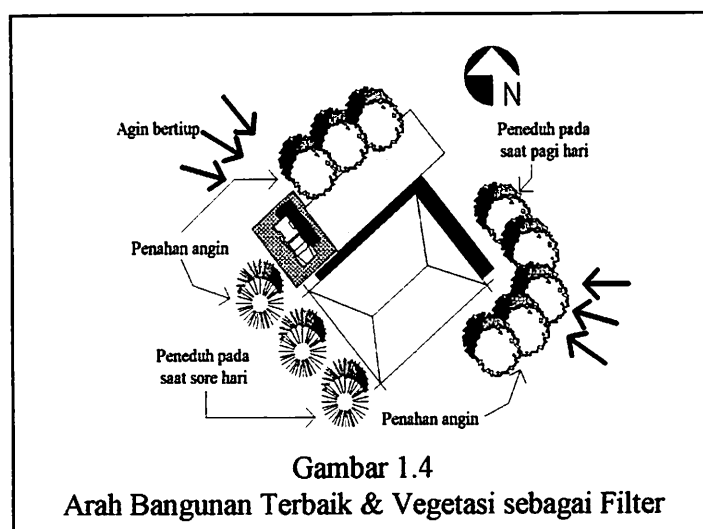 N
Agin bertiup
Peneduh pada
saat pagi hari
Penahan angin
Peneduh pada
saat sore hari
Penahan angin
Gambar 1.4
Arah Bangunan Terbaik & Vegetasi sebagai Filter